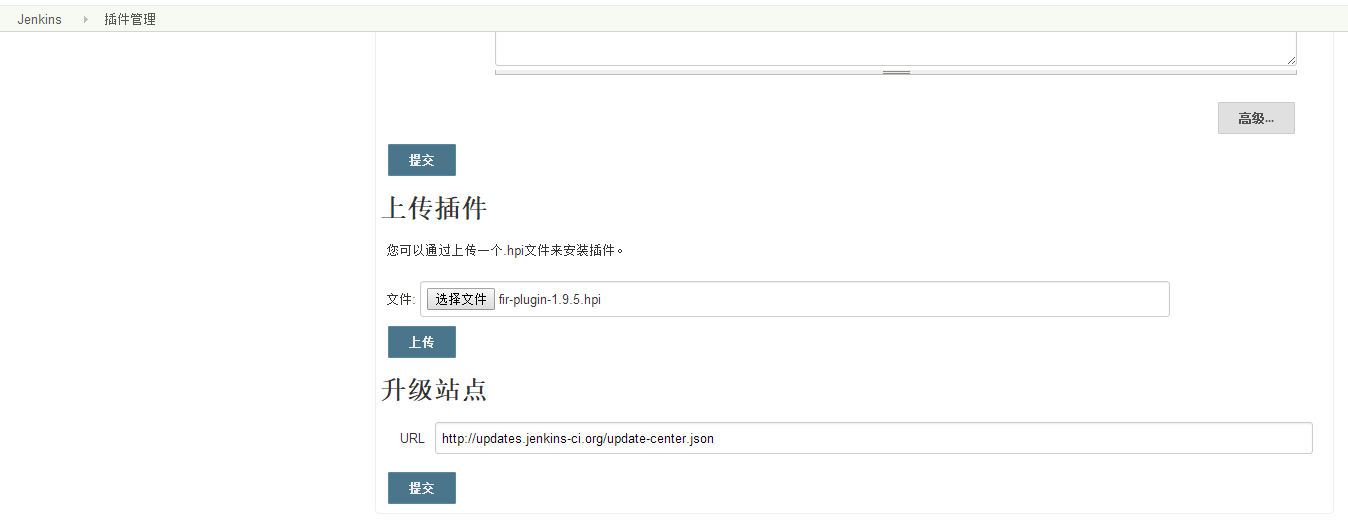 Jenkins 插件管理
高级...
提交
上传插件
您可以通过上传一个.hpi文件来安装插件。
文件: 选择文件 fir-plugin-1.9.5.hpi
上传
升级站点
URL http://updates.jenkins-ci.org/update-center.json
提交